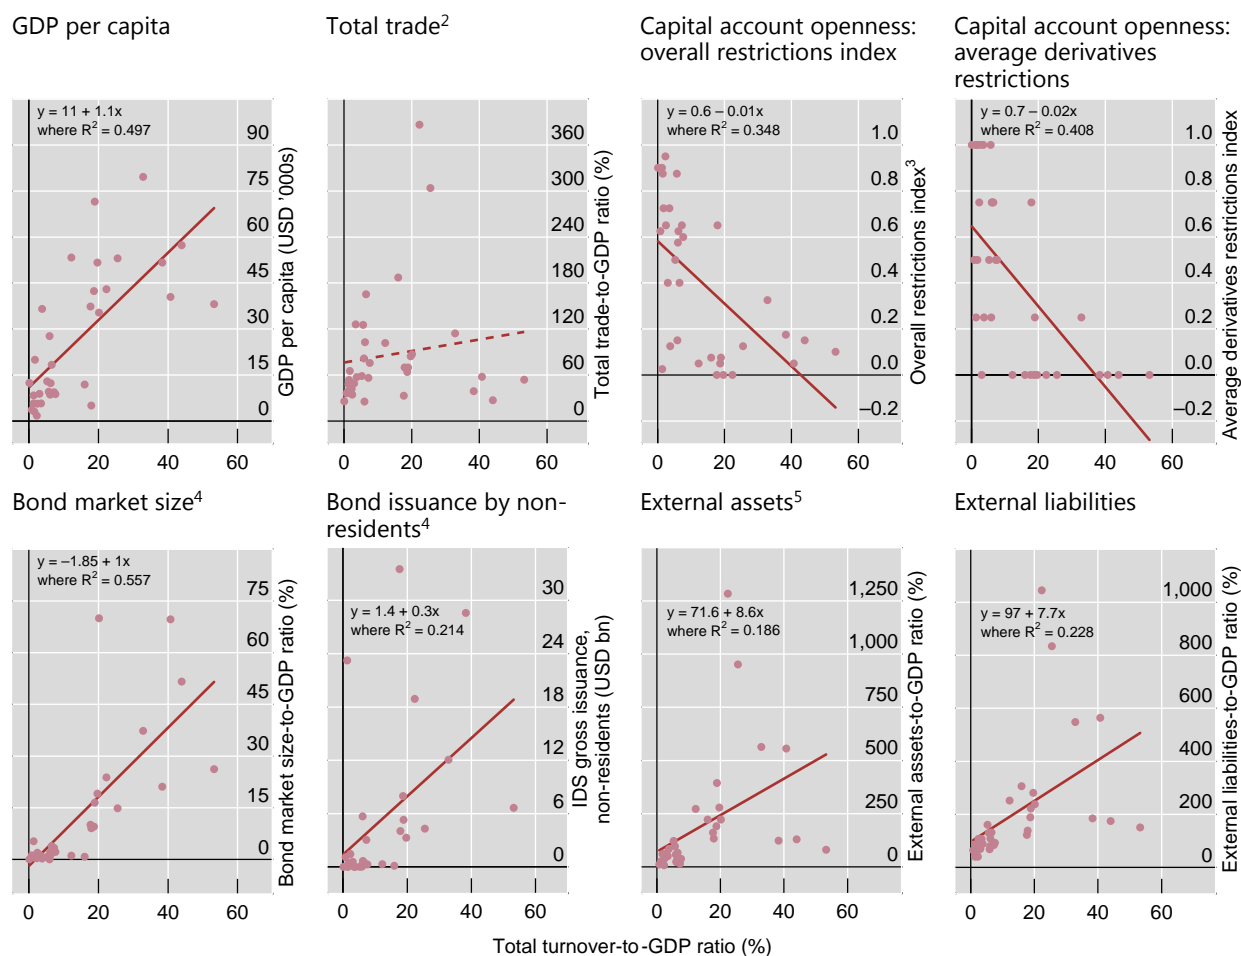 GDP per capita
Total trade2
Capital account openness:
overall restrictions index
Capital account openness:
average derivatives
restrictions
y = 11 + 1.1x
where R2 = 0.497
90
75
60
45
30
15
0
GDP per capita (USD '000s)
0 20 40 60
360
300
240
180
120
60
0
Total trade-to-GDP ratio (%)
0 20 40 60
y = 0.6 – 0.01x
where R2 = 0.348
1.0
0.8
0.6
0.4
0.2
0.0
–0.2
Overall restrictions index3
0 20 40 60
y = 0.7 – 0.02x
where R2 = 0.408
1.0
0.8
0.6
0.4
0.2
0.0
–0.2
Average derivatives restrictions index
0 20 40 60
Bond market size4
Bond issuance by non-
residents4
External assets5
External liabilities
y = –1.85 + 1x
where R2 = 0.557
75
60
45
30
15
0
Bond market size-to-GDP ratio (%)
0 20 40 60
y = 1.4 + 0.3x
where R2 = 0.214
30
24
18
12
6
0
IDS gross issuance,
non-residents (USD bn)
0 20 40 60
y = 71.6 + 8.6x
where R2 = 0.186
1,250
1,000
750
500
250
0
External assets-to-GDP ratio (%)
0 20 40 60
y = 97 + 7.7x
where R2 = 0.228
1,000
800
600
400
200
0
External liabilities-to-GDP ratio (%)
0 20 40 60
Total turnover-to-GDP ratio (%)